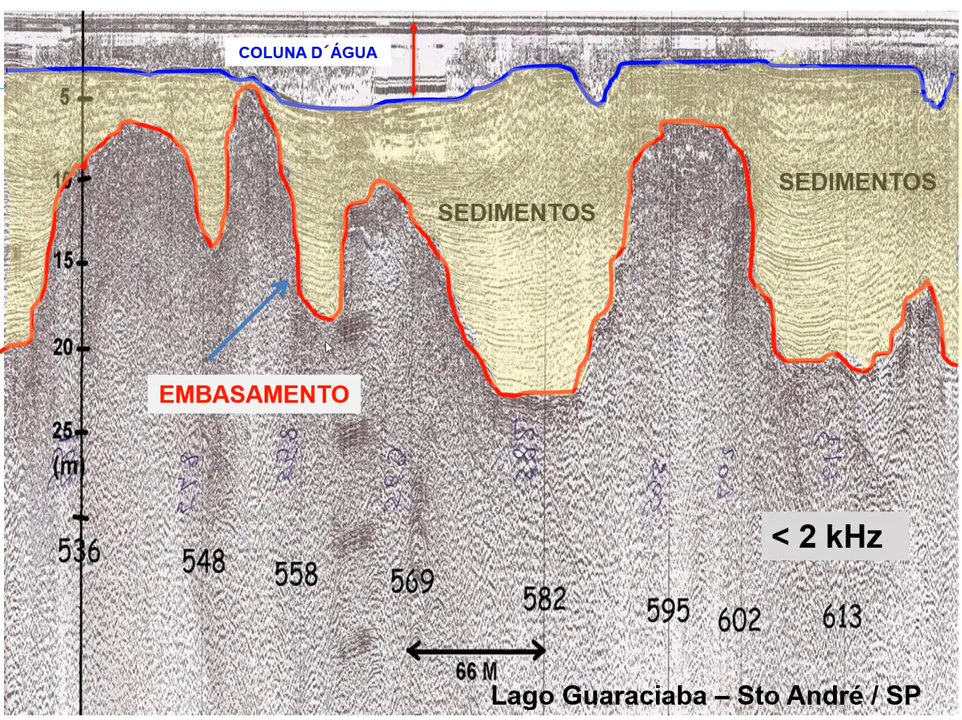 COLUNA D´ÁGUA
5
10
SEDIMENTOS
SEDIMENTOS
15
20
EMBASAMENTO
25
(m)
< 2 kHz
536
548
558
569
582
595
602
613
66 M
Lago Guaraciaba – Sto André / SP